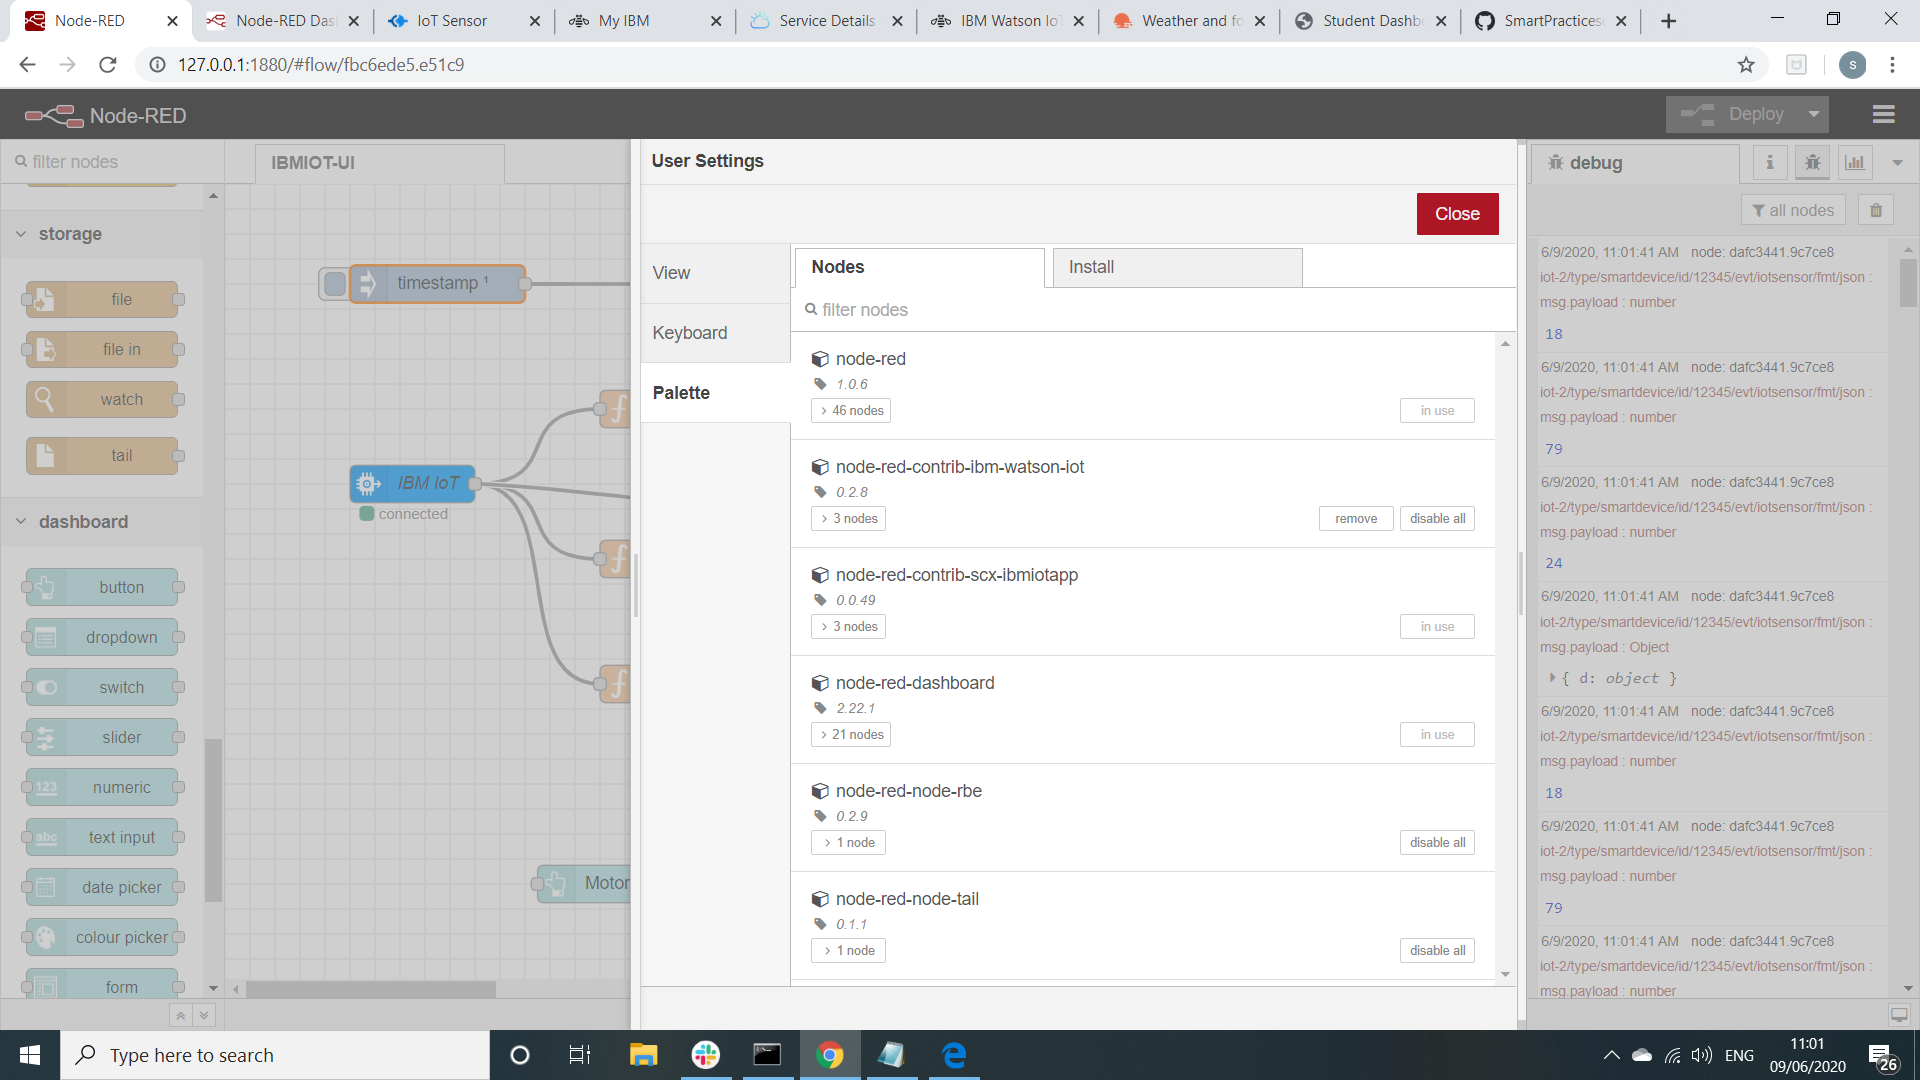 Node-RED
Node-RED Das
IoT Sensor
My IBM
Service Details
IBM Watson Io
Weather and fo
Student Dashb
SmartPractices
127.0.0.1:1880/#flow/fbc6ede5.e51c9
s
Node-RED
Deploy
filter nodes
storage
file
file in
watch
tail
dashboard
button
dropdown
switch
slider
123 numeric
abc text input
date picker
colour picker
form
IBMIOT-UI
timestamp ¹
IBM IoT
connected
Motor
User Settings
Close
View
Keyboard
Palette
Nodes
Install
filter nodes
node-red
1.0.6
46 nodes
in use
node-red-contrib-ibm-watson-iot
0.2.8
3 nodes
remove
disable all
node-red-contrib-scx-ibmiotapp
0.0.49
3 nodes
in use
node-red-dashboard
2.22.1
21 nodes
in use
node-red-node-rbe
0.2.9
1 node
disable all
node-red-node-tail
0.1.1
1 node
disable all
debug
i
all nodes
6/9/2020, 11:01:41 AM node: dafc3441.9c7ce8
iot-2/type/smartdevice/id/12345/evt/iotsensor/fmt/json :
msg.payload : number
18
6/9/2020, 11:01:41 AM node: dafc3441.9c7ce8
iot-2/type/smartdevice/id/12345/evt/iotsensor/fmt/json :
msg.payload : number
79
6/9/2020, 11:01:41 AM node: dafc3441.9c7ce8
iot-2/type/smartdevice/id/12345/evt/iotsensor/fmt/json :
msg.payload : number
24
6/9/2020, 11:01:41 AM node: dafc3441.9c7ce8
iot-2/type/smartdevice/id/12345/evt/iotsensor/fmt/json :
msg.payload : Object
{ d: object }
6/9/2020, 11:01:41 AM node: dafc3441.9c7ce8
iot-2/type/smartdevice/id/12345/evt/iotsensor/fmt/json :
msg.payload : number
18
6/9/2020, 11:01:41 AM node: dafc3441.9c7ce8
iot-2/type/smartdevice/id/12345/evt/iotsensor/fmt/json :
msg.payload : number
79
6/9/2020, 11:01:41 AM node: dafc3441.9c7ce8
iot-2/type/smartdevice/id/12345/evt/iotsensor/fmt/json :
msg.payload : number
Type here to search
ENG
11:01
09/06/2020
26